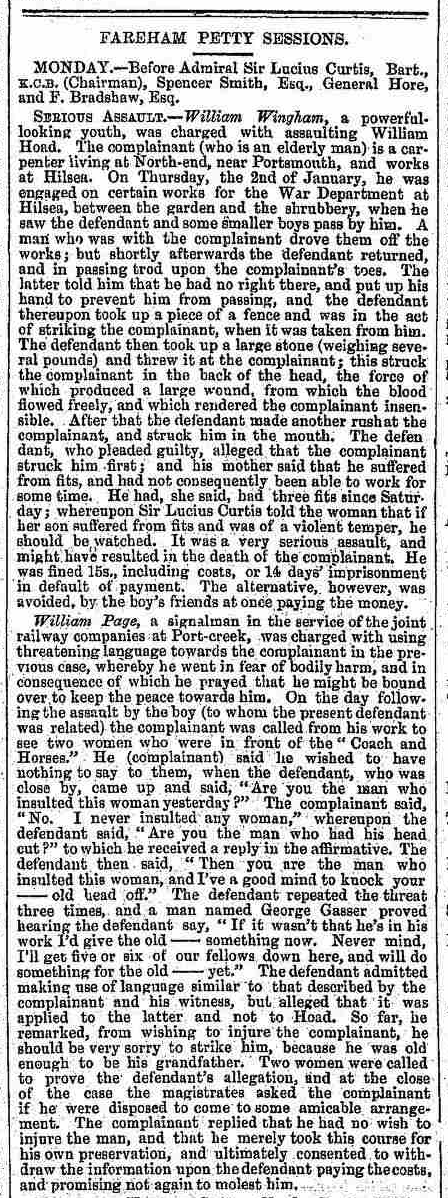 FAREHAM PETTY SESSIONS.
MONDAY.—Before Admiral Sir Lucius Curtis, Bart.,
K.C.B. (Chairman), Spencer Smith, Esq., General Hore,
and F. Bradshaw, Esq.
SERIOUS ASSAULT.—William Wingham, a powerful-
looking youth, was charged with assaulting William
Hoad. The complainant (who is an elderly man) is a car-
penter living at North-end, near Portsmouth, and works
at Hilsea. On Thursday, the 2nd of January, he was
engaged on certain works for the War Department at
Hilsea, between the garden and the shrubbery, when he
saw the defendant and some smaller boys pass by him. A
man who was with the complainant drove them off the
works; but shortly afterwards the defendant returned,
and in passing trod upon the complainant's toes. The
latter told him that he had no right there, and put up his
hand to prevent him from passing, and the defendant
thereupon took up a piece of a fence and was in the act
of striking the complainant, when it was taken from him.
The defendant then took up a large stone (weighing seve-
ral pounds) and threw it at the complainant; this struck
the complainant in the back of the head, the force of
which produced a large wound, from which the blood
flowed freely, and which rendered the complainant insen-
sible. After that the defendant made another rush at the
complainant, and struck him in the mouth. The defen
dant, who pleaded guilty, alleged that the complainant
struck him first; and his mother said that he suffered
from fits, and had not consequently been able to work for
some time. He had, she said, had three fits since Satur-
day; whereupon Sir Lucius Curtis told the woman that if
her son suffered from fits and was of a violent temper, he
should be watched. It was a very serious assault, and
might have resulted in the death of the complainant. He
was fined 15s., including costs, or 14 days' imprisonment
in default of payment. The alternative, however, was
avoided, by the boy's friends at once paying the money.
William Page, a signalman in the service of the joint
railway companies at Port-creek, was charged with using
threatening language towards the complainant in the pre-
vious case, whereby he went in fear of bodily harm, and in
consequence of which he prayed that he might be bound
over to keep the peace towards him. On the day follow-
ing the assault by the boy (to whom the present defendant
was related) the complainant was called from his work to
see two women who were in front of the "Coach and
Horses." He (complainant) said he wished to have
nothing to say to them, when the defendant, who was
close by, came up and said, "Are you the man who
insulted this woman yesterday?" The complainant said,
"No. I never insulted any woman," whereupon the
defendant said, "Are you the man who had his head
cut?" to which he received a reply in the affirmative. The
defendant then said, "Then you are the man who
insulted this woman, and I've a good mind to knock your
—— old head off." The defendant repeated the threat
three times, and a man named George Gasser proved
hearing the defendant say, "If it wasn't that he's in his
work I'd give the old —— something now. Never mind,
I'll get five or six of our fellows down here, and will do
something for the old —— yet." The defendant admitted
making use of language similar to that described by the
complainant and his witness, but alleged that it was
applied to the latter and not to Hoad. So far, he
remarked, from wishing to injure the complainant, he
should be very sorry to strike him, because he was old
enough to be his grandfather. Two women were called
to prove the defendant's allegation, and at the close
of the case the magistrates asked the complainant
if he were disposed to come to some amicable arrange-
ment. The complainant replied that he had no wish to
injure the man, and that he merely took this course for
his own preservation, and ultimately consented to with-
draw the information upon the defendant paying the costs,
and promising not again to molest him.